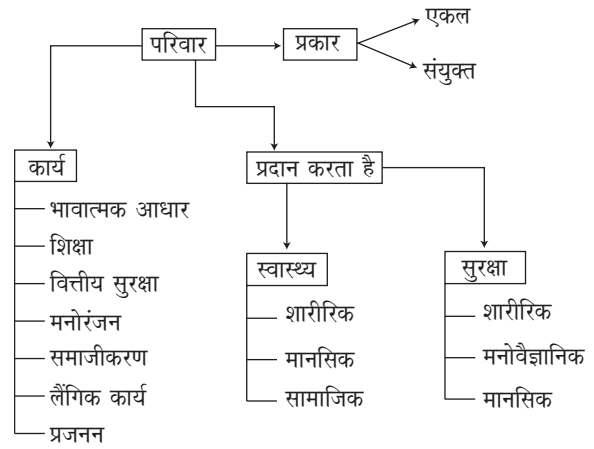 परिवार
प्रकार
एकल
संयुक्त
कार्य
भावात्मक आधार
शिक्षा
वित्तीय सुरक्षा
मनोरंजन
समाजीकरण
लैंगिक कार्य
प्रजनन
प्रदान करता है
स्वास्थ्य
शारीरिक
मानसिक
सामाजिक
सुरक्षा
शारीरिक
मनोवैज्ञानिक
मानसिक